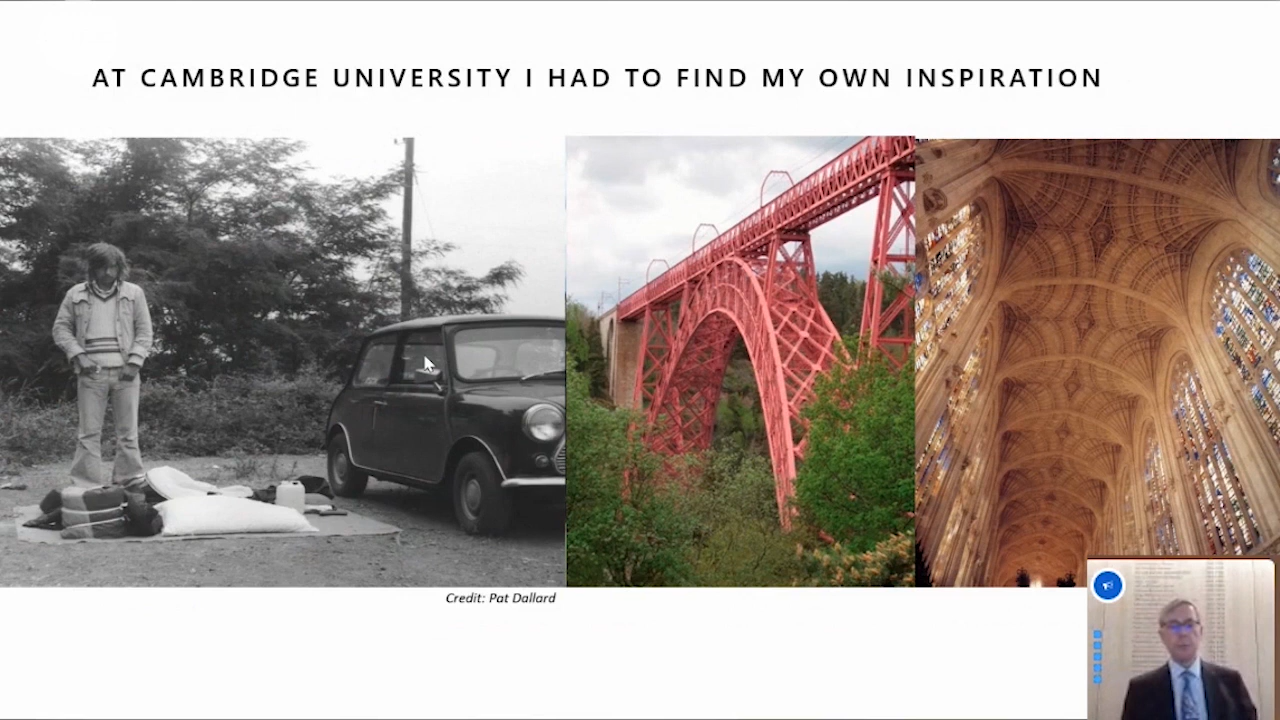 AT CAMBRIDGE UNIVERSITY I HAD TO FIND MY OWN INSPIRATION
Credit: Pat Dallard